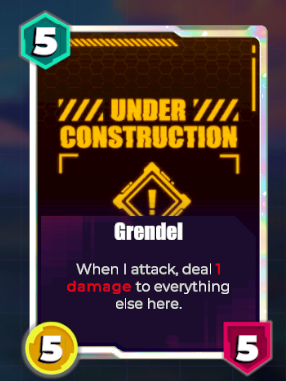 5
//// UNDER ////
CONSTRUCTION
!
Grendel
When I attack, deal 1
damage to everything
else here.
5 5